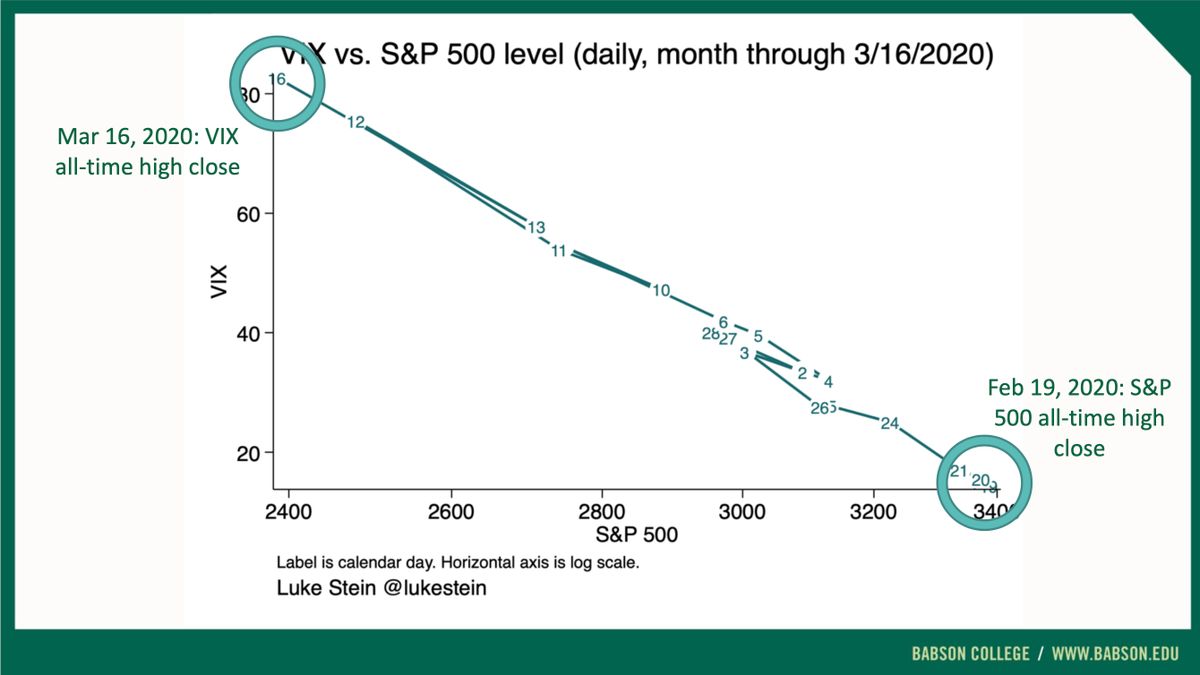 VIX vs. S&P 500 level (daily, month through 3/16/2020)
16
80
Mar 16, 2020: VIX
all-time high close
12
60
13
11
VIX
10
40
6
5
28
27
3
2
4
Feb 19, 2020: S&P
500 all-time high
close
26
24
20
21
20
2400
2600
2800
3000
3200
3400
S&P 500
Label is calendar day. Horizontal axis is log scale.
Luke Stein @lukestein
BABSON COLLEGE / WWW.BABSON.EDU